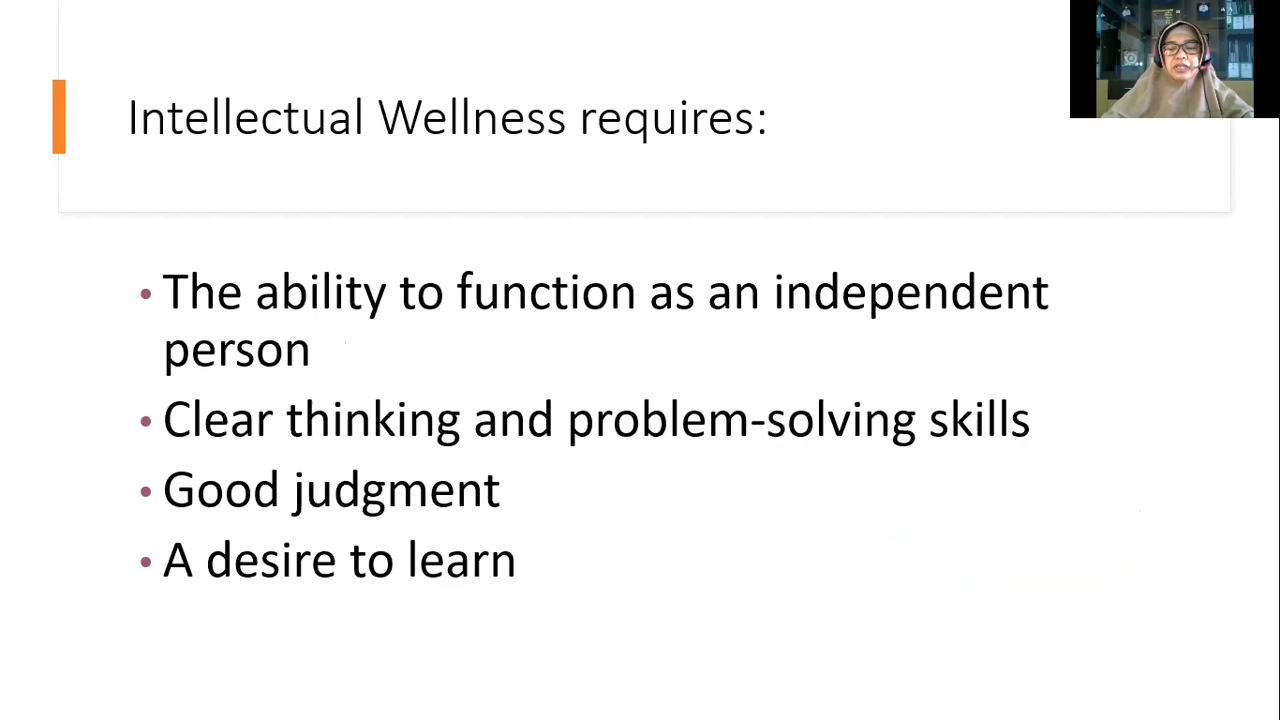 Intellectual Wellness requires:
• The ability to function as an independent
person
• Clear thinking and problem-solving skills
• Good judgment
• A desire to learn